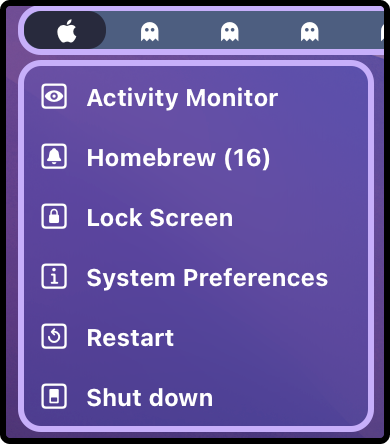 Activity Monitor
Homebrew (16)
Lock Screen
System Preferences
Restart
Shut down